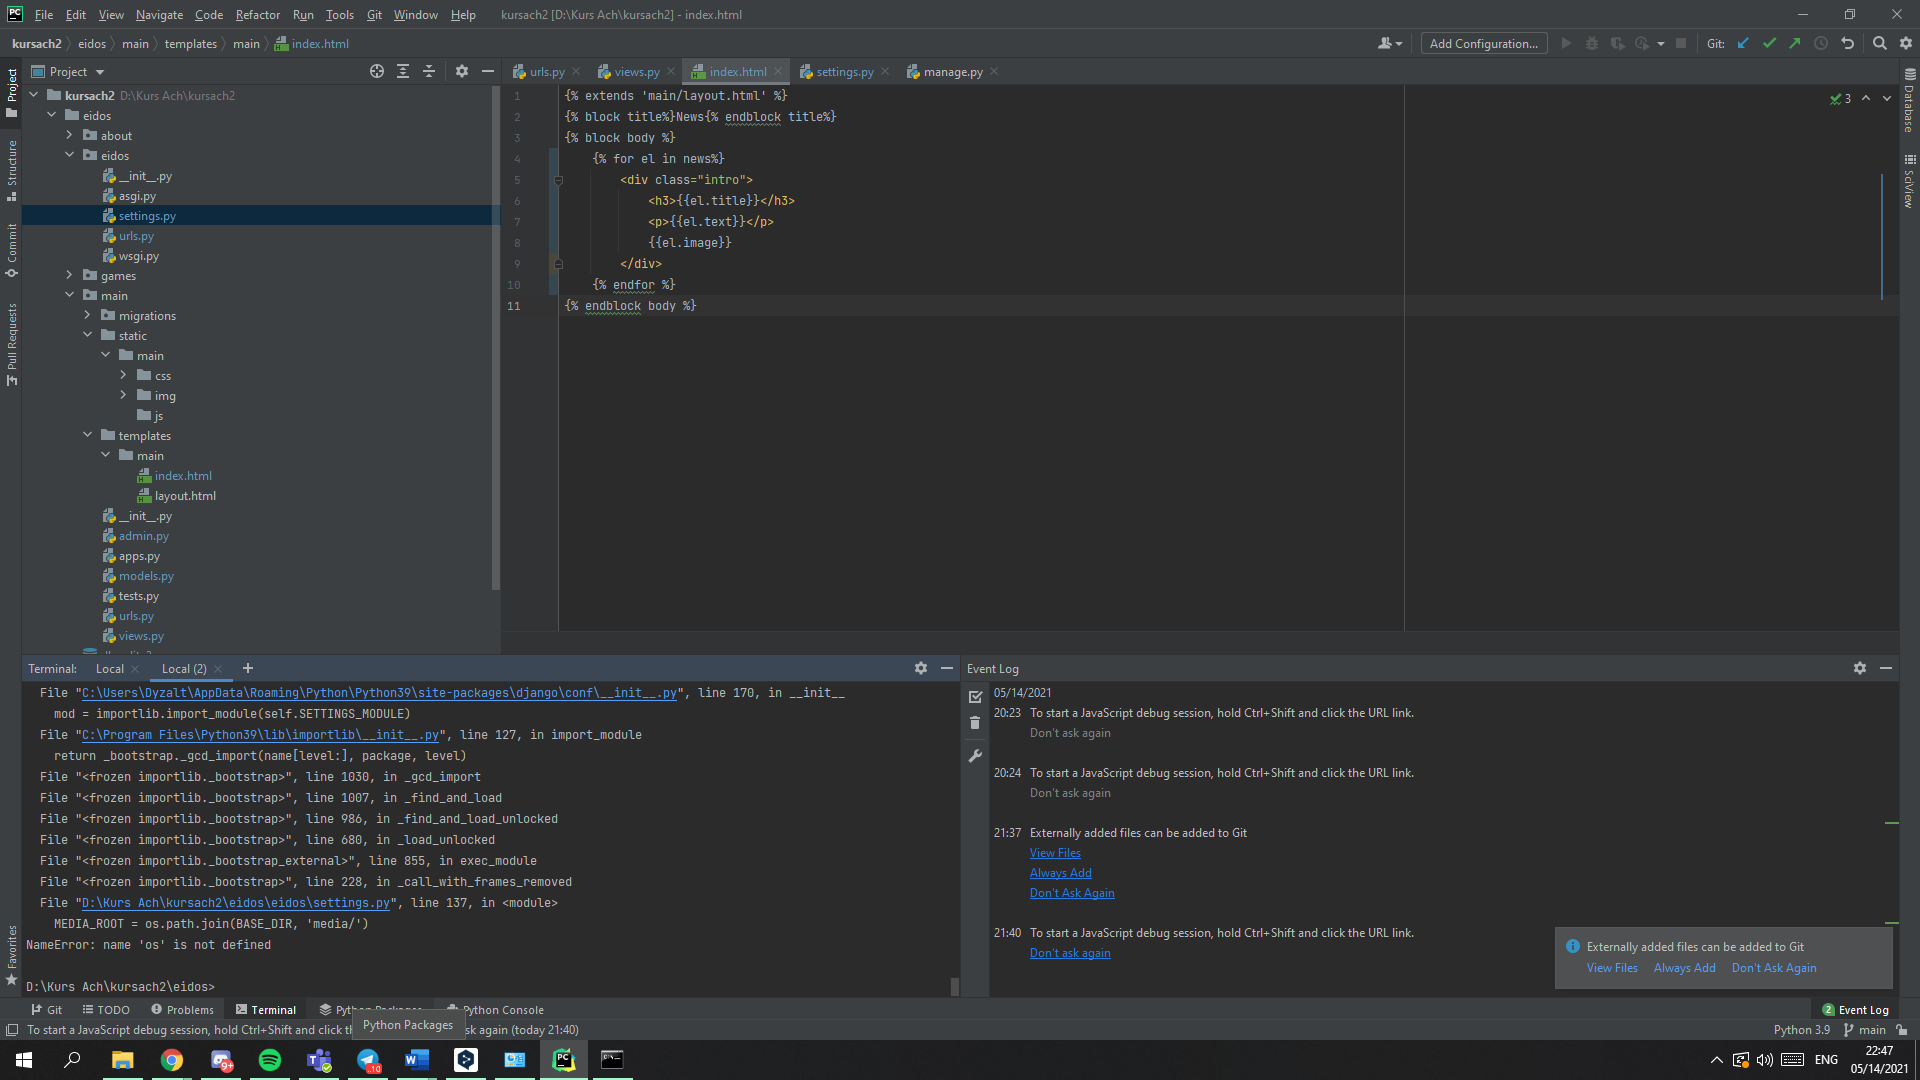 File Edit View Navigate Code Refactor Run Tools Git Window Help kursach2 [D:\Kurs Ach\kursach2] - index.html
kursach2 eidos main templates main index.html Add Configuration... Git:
Project
urls.py views.py index.html settings.py manage.py
kursach2 D:\Kurs Ach\kursach2
eidos
about
eidos
__init__.py
asgi.py
settings.py
urls.py
wsgi.py
games
main
migrations
static
main
css
img
js
templates
main
index.html
layout.html
__init__.py
admin.py
apps.py
models.py
tests.py
urls.py
views.py
Project
Structure
Commit
Pull Requests
Favorites
1 {% extends 'main/layout.html' %}
2 {% block title%}News{% endblock title%}
3 {% block body %}
4 {% for el in news%}
5 <div class="intro">
6 <h3>{{el.title}}</h3>
7 <p>{{el.text}}</p>
8 {{el.image}}
9 </div>
10 {% endfor %}
11 {% endblock body %}
3
Database
SciView
Terminal: Local Local (2)
File "C:\Users\Dyzalt\AppData\Roaming\Python\Python39\site-packages\django\conf\__init__.py", line 170, in __init__
mod = importlib.import_module(self.SETTINGS_MODULE)
File "C:\Program Files\Python39\lib\importlib\__init__.py", line 127, in import_module
return _bootstrap._gcd_import(name[level:], package, level)
File "<frozen importlib._bootstrap>", line 1030, in _gcd_import
File "<frozen importlib._bootstrap>", line 1007, in _find_and_load
File "<frozen importlib._bootstrap>", line 986, in _find_and_load_unlocked
File "<frozen importlib._bootstrap>", line 680, in _load_unlocked
File "<frozen importlib._bootstrap_external>", line 855, in exec_module
File "<frozen importlib._bootstrap>", line 228, in _call_with_frames_removed
File "D:\Kurs Ach\kursach2\eidos\eidos\settings.py", line 137, in <module>
MEDIA_ROOT = os.path.join(BASE_DIR, 'media/')
NameError: name 'os' is not defined
D:\Kurs Ach\kursach2\eidos>
Event Log
05/14/2021
20:23 To start a JavaScript debug session, hold Ctrl+Shift and click the URL link.
Don't ask again
20:24 To start a JavaScript debug session, hold Ctrl+Shift and click the URL link.
Don't ask again
21:37 Externally added files can be added to Git
View Files
Always Add
Don't Ask Again
21:40 To start a JavaScript debug session, hold Ctrl+Shift and click the URL link.
Don't ask again
Externally added files can be added to Git
View Files Always Add Don't Ask Again
Git TODO Problems Terminal Python Packages Python Console 2 Event Log
Python Packages
To start a JavaScript debug session, hold Ctrl+Shift and click th sk again (today 21:40) Python 3.9 main
9+ 10 PC ENG
22:47
05/14/2021